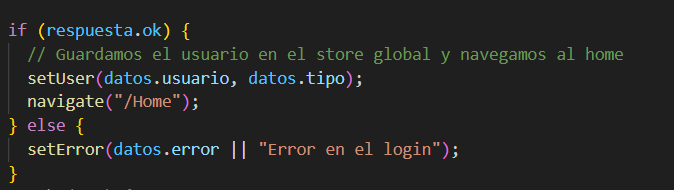 if (respuesta.ok) {
// Guardamos el usuario en el store global y navegamos al home
setUser(datos.usuario, datos.tipo);
navigate("/Home");
} else {
setError(datos.error || "Error en el login");
}